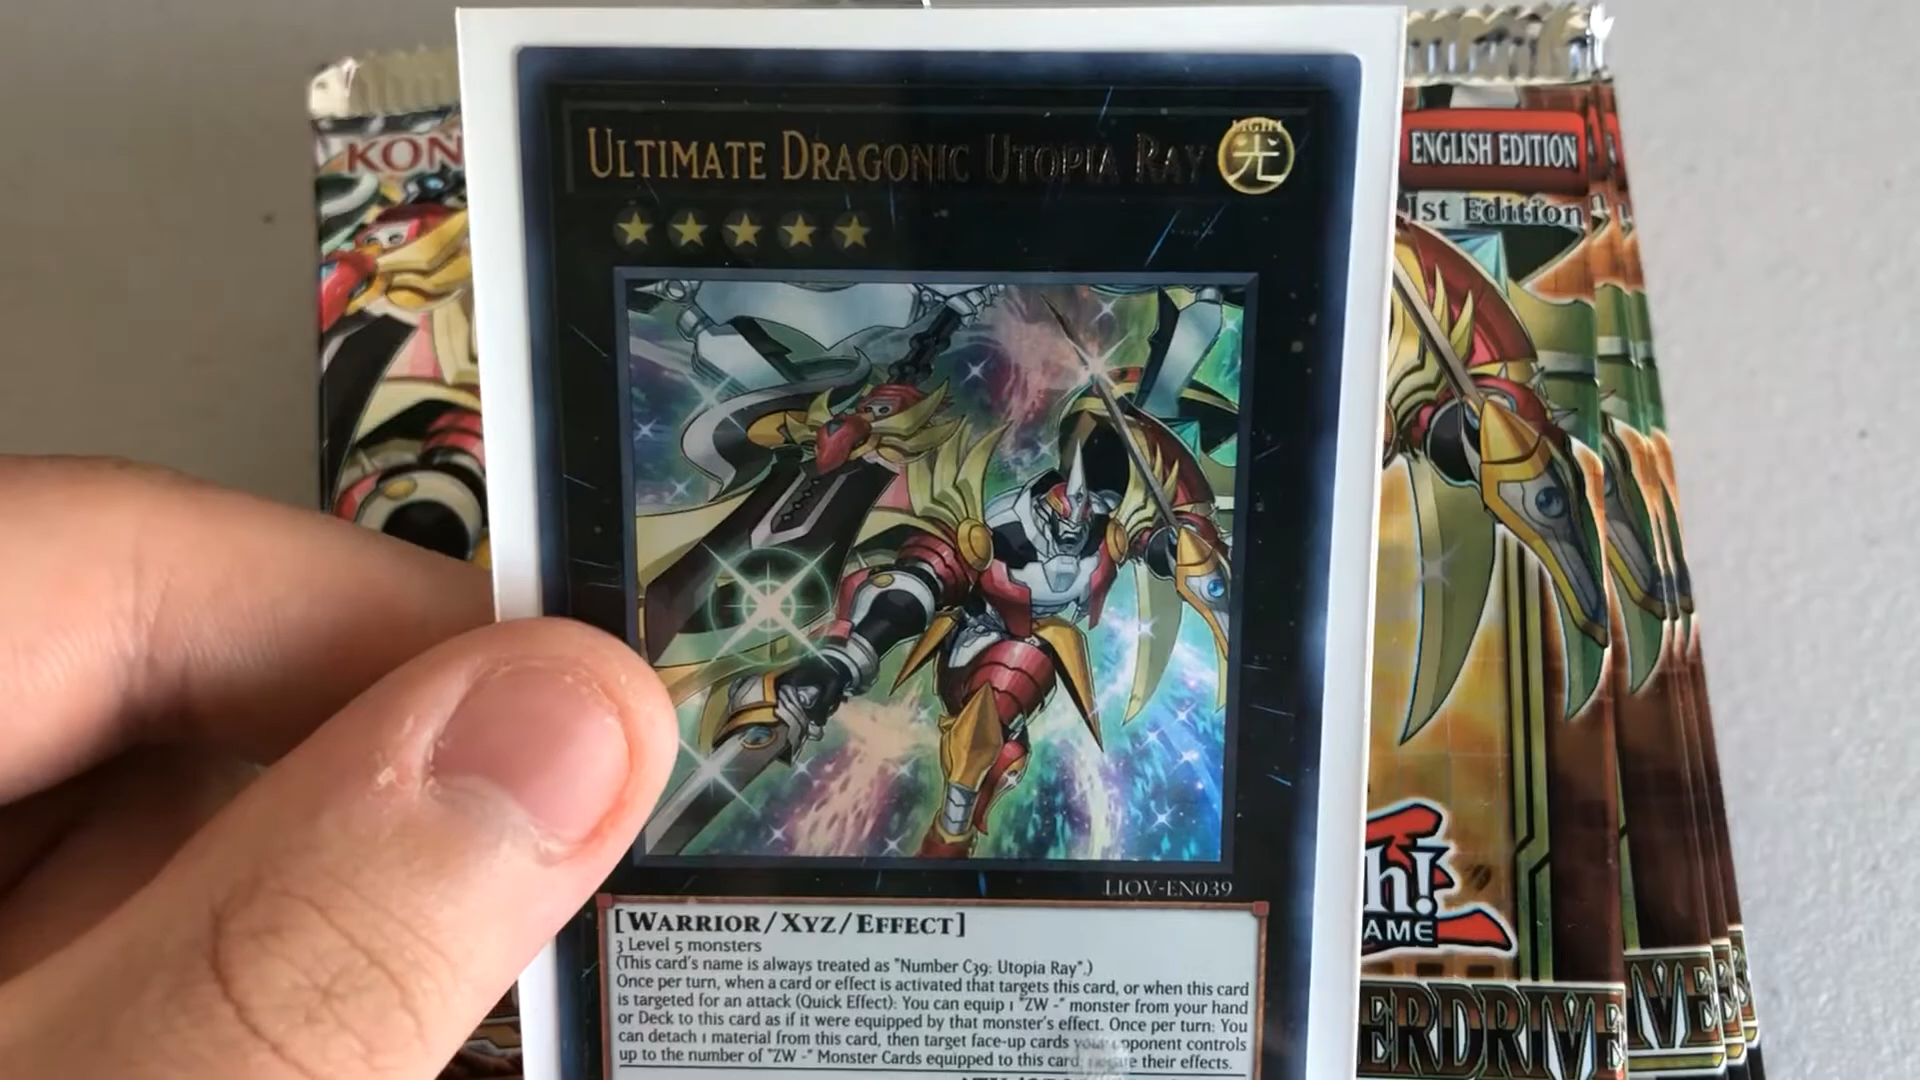 KON
ENGLISH EDITION
1st Edition
ULTIMATE DRAGONIC UTOPIA RAY
LIGHT
光
LIOV-EN039
[WARRIOR/XYZ/EFFECT]
3 Level 5 monsters
(This card's name is always treated as "Number C39: Utopia Ray".)
Once per turn, when a card or effect is activated that targets this card, or when this card
is targeted for an attack (Quick Effect): You can equip 1 "ZW -" monster from your hand
or Deck to this card as if it were equipped by that monster's effect. Once per turn: You
can detach 1 material from this card, then target face-up cards your opponent controls
up to the number of "ZW -" Monster Cards equipped to this card; negate their effects.
h!
AME
ERDRIVE
IVE